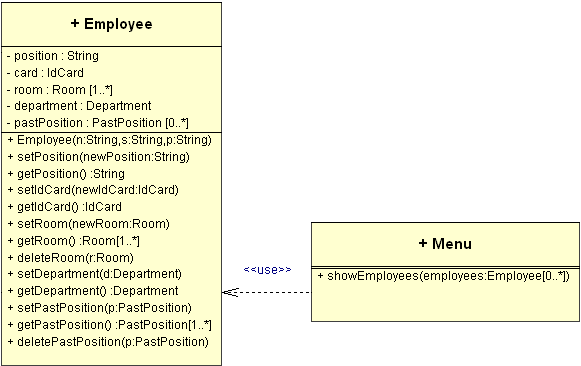 + Employee
- position : String
- card : IdCard
- room : Room [1..*]
- department : Department
- pastPosition : PastPosition [0..*]
+ Employee(n:String,s:String,p:String)
+ setPosition(newPosition:String)
+ getPosition() :String
+ setIdCard(newIdCard:IdCard)
+ getIdCard() :IdCard
+ setRoom(newRoom:Room)
+ getRoom() :Room[1..*]
+ deleteRoom(r:Room)
+ setDepartment(d:Department)
+ getDepartment() :Department
+ setPastPosition(p:PastPosition)
+ getPastPosition() :PastPosition[1..*]
+ deletePastPosition(p:PastPosition)
<<use>>
+ Menu
+ showEmployees(employees:Employee[0..*])